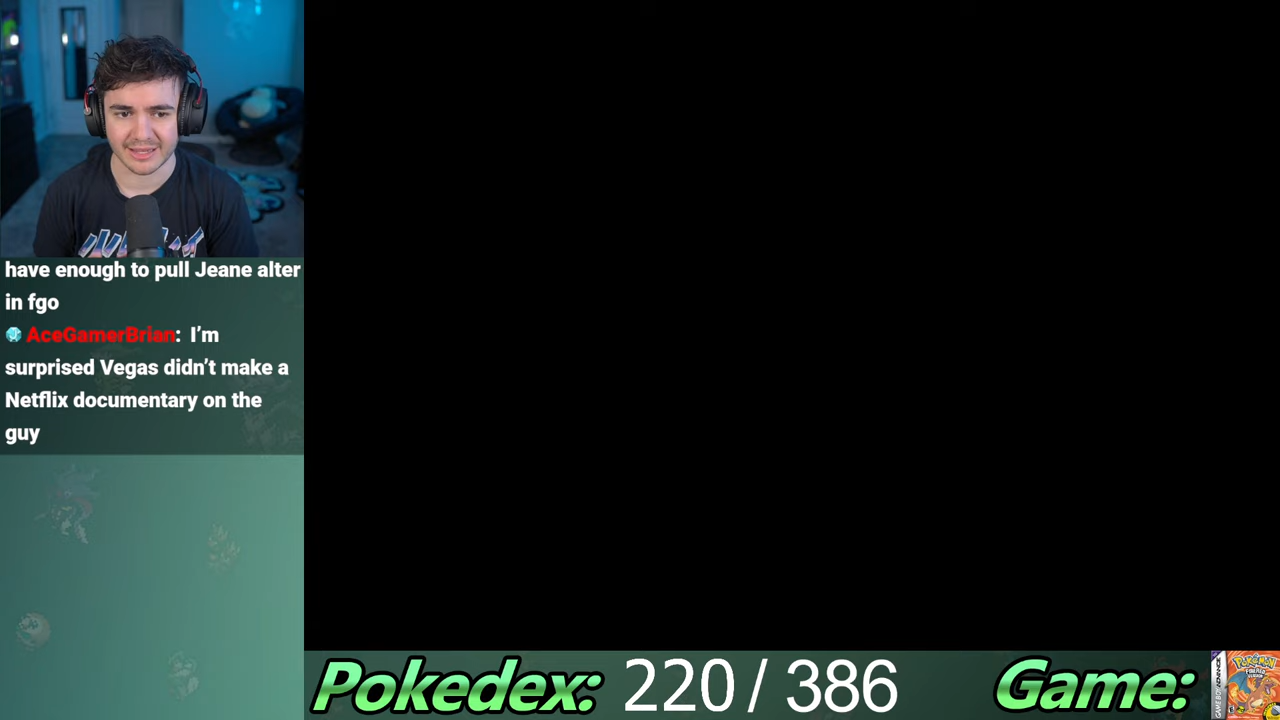 have enough to pull Jeane alter
in fgo
AceGamerBrian: I'm
surprised Vegas didn't make a
Netflix documentary on the
guy
Pokedex: 220 / 386
Game:
POKéMON